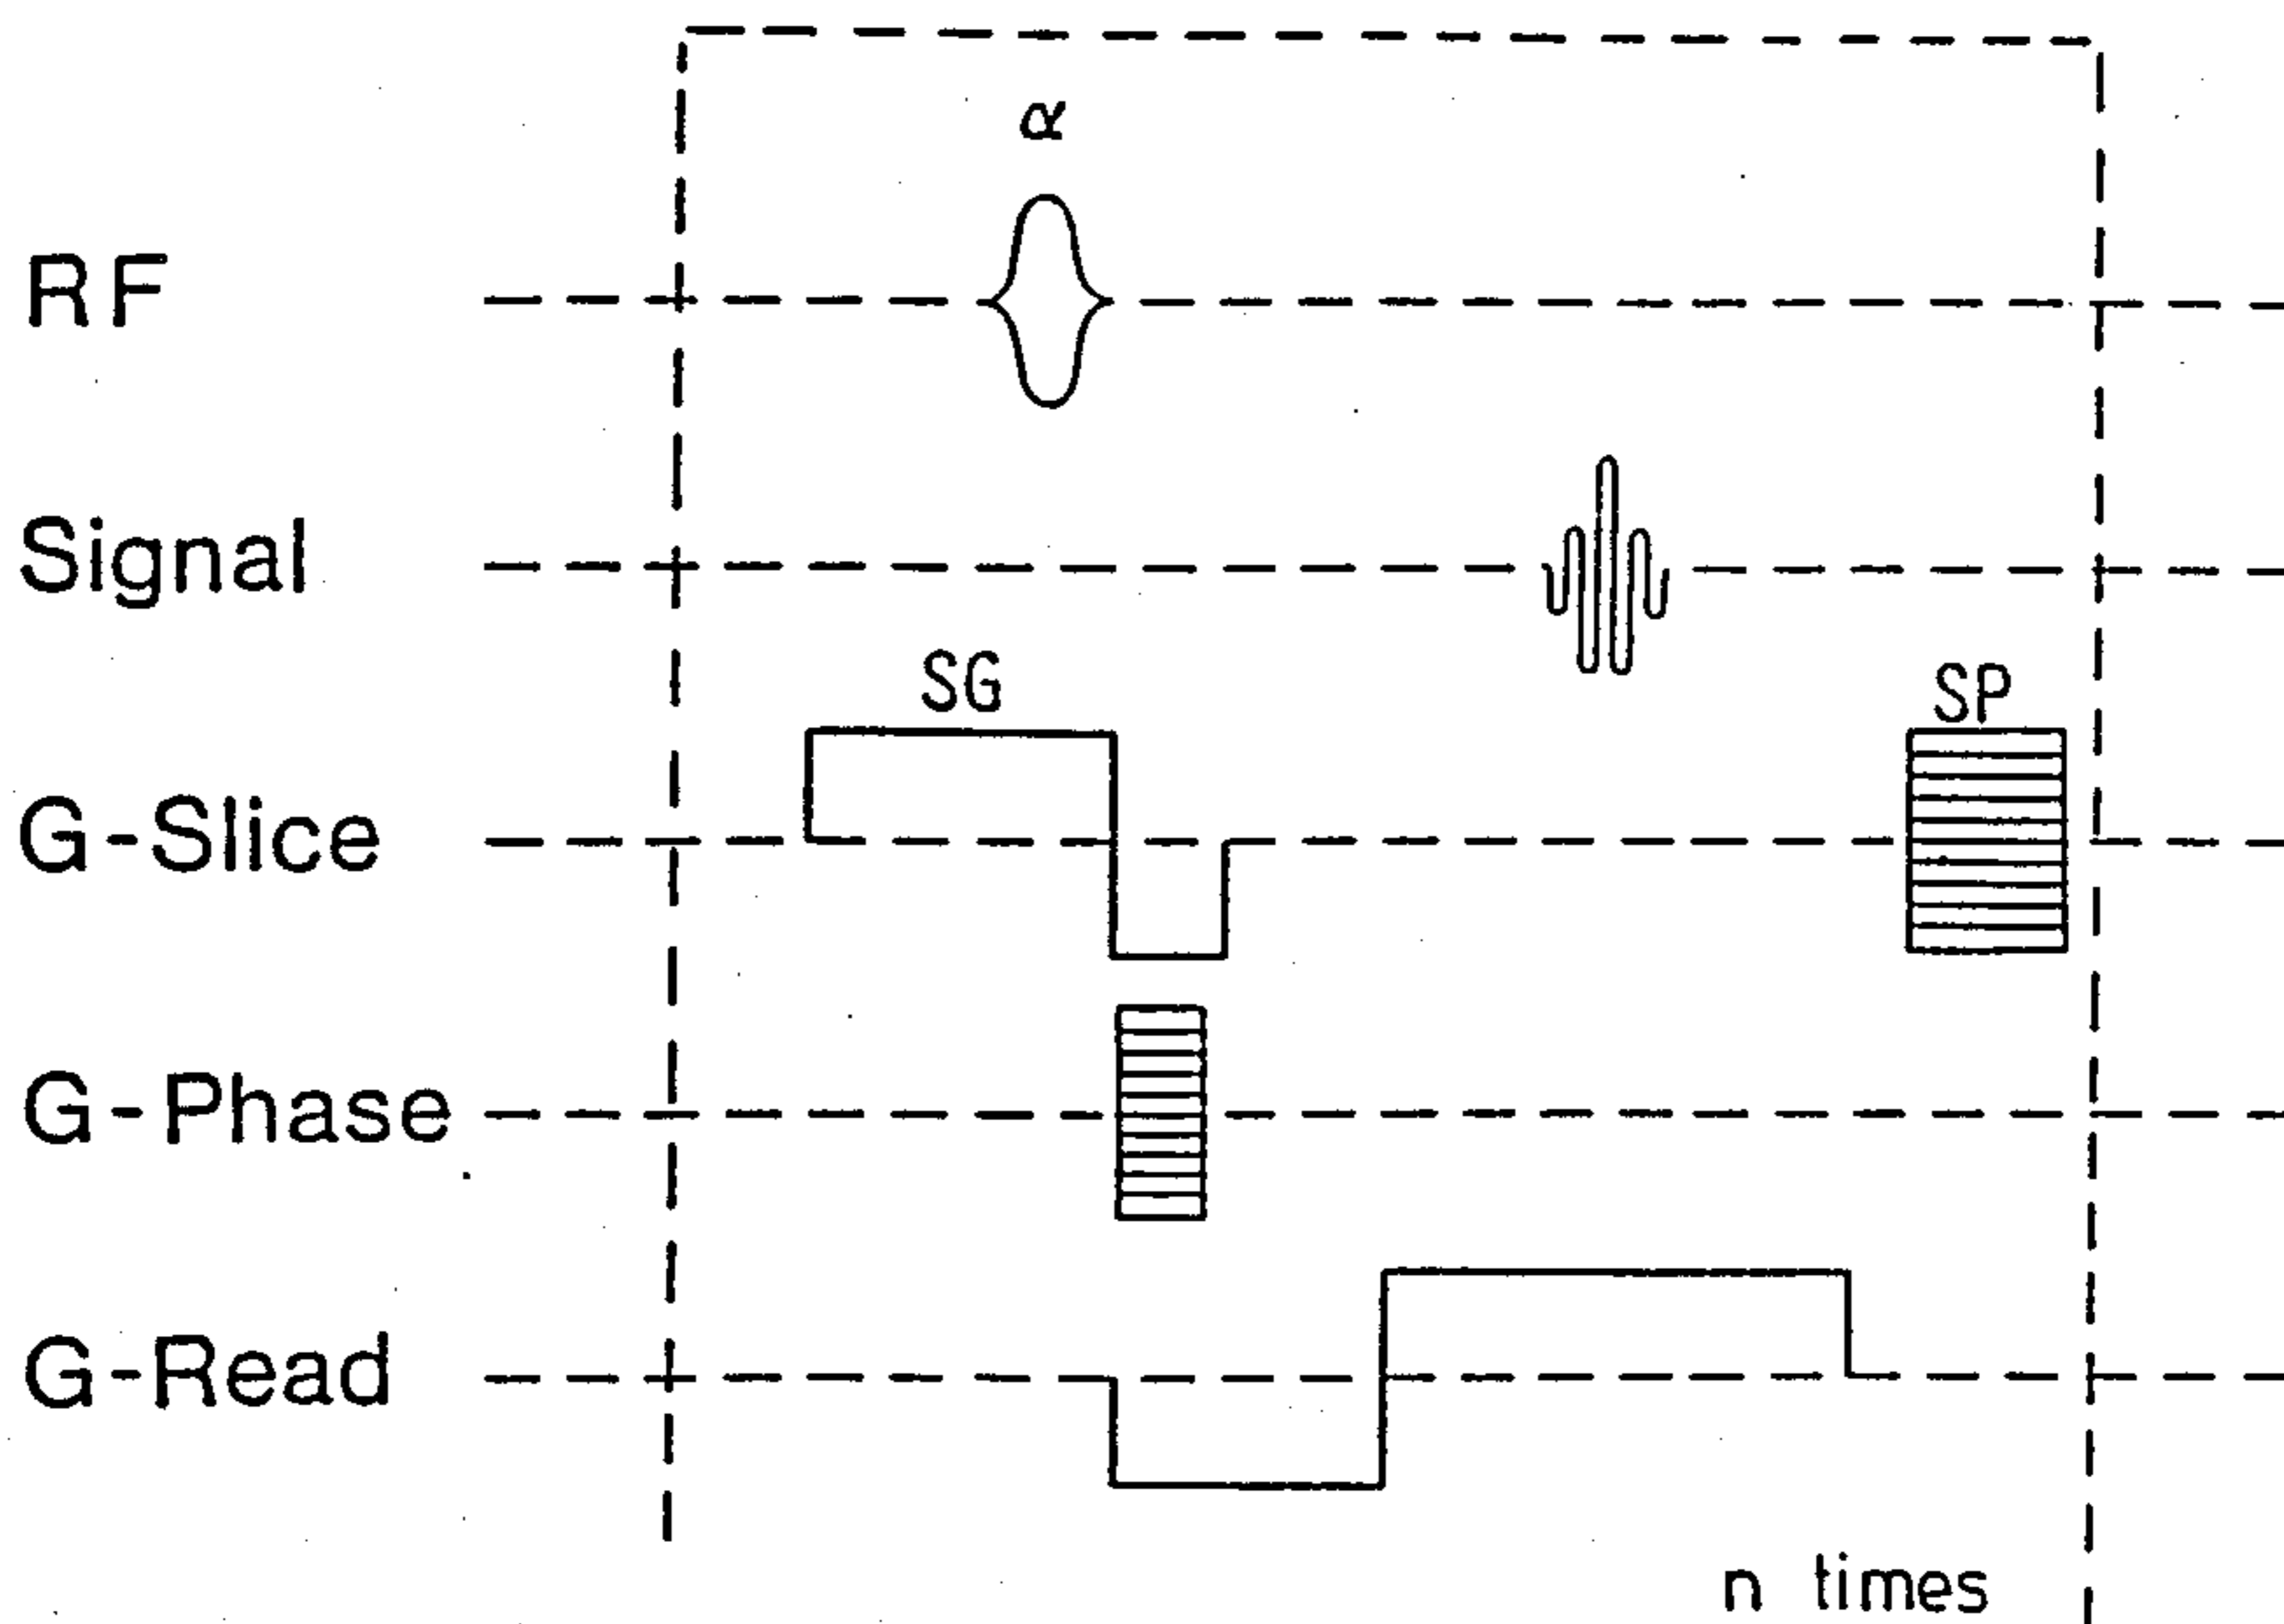 α
RF
Signal
SG
SP
G-Slice
G-Phase
G-Read
n times